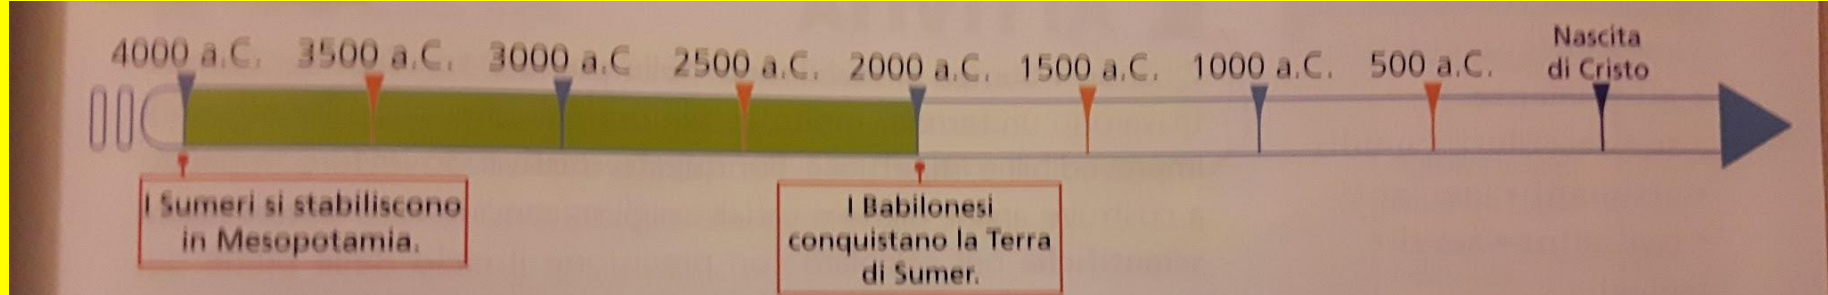 4000 a.C. 3500 a.C. 3000 a.C 2500 a.C. 2000 a.C. 1500 a.C. 1000 a.C. 500 a.C. Nascita
di Cristo
I Sumeri si stabiliscono
in Mesopotamia.
I Babilonesi
conquistano la Terra
di Sumer.